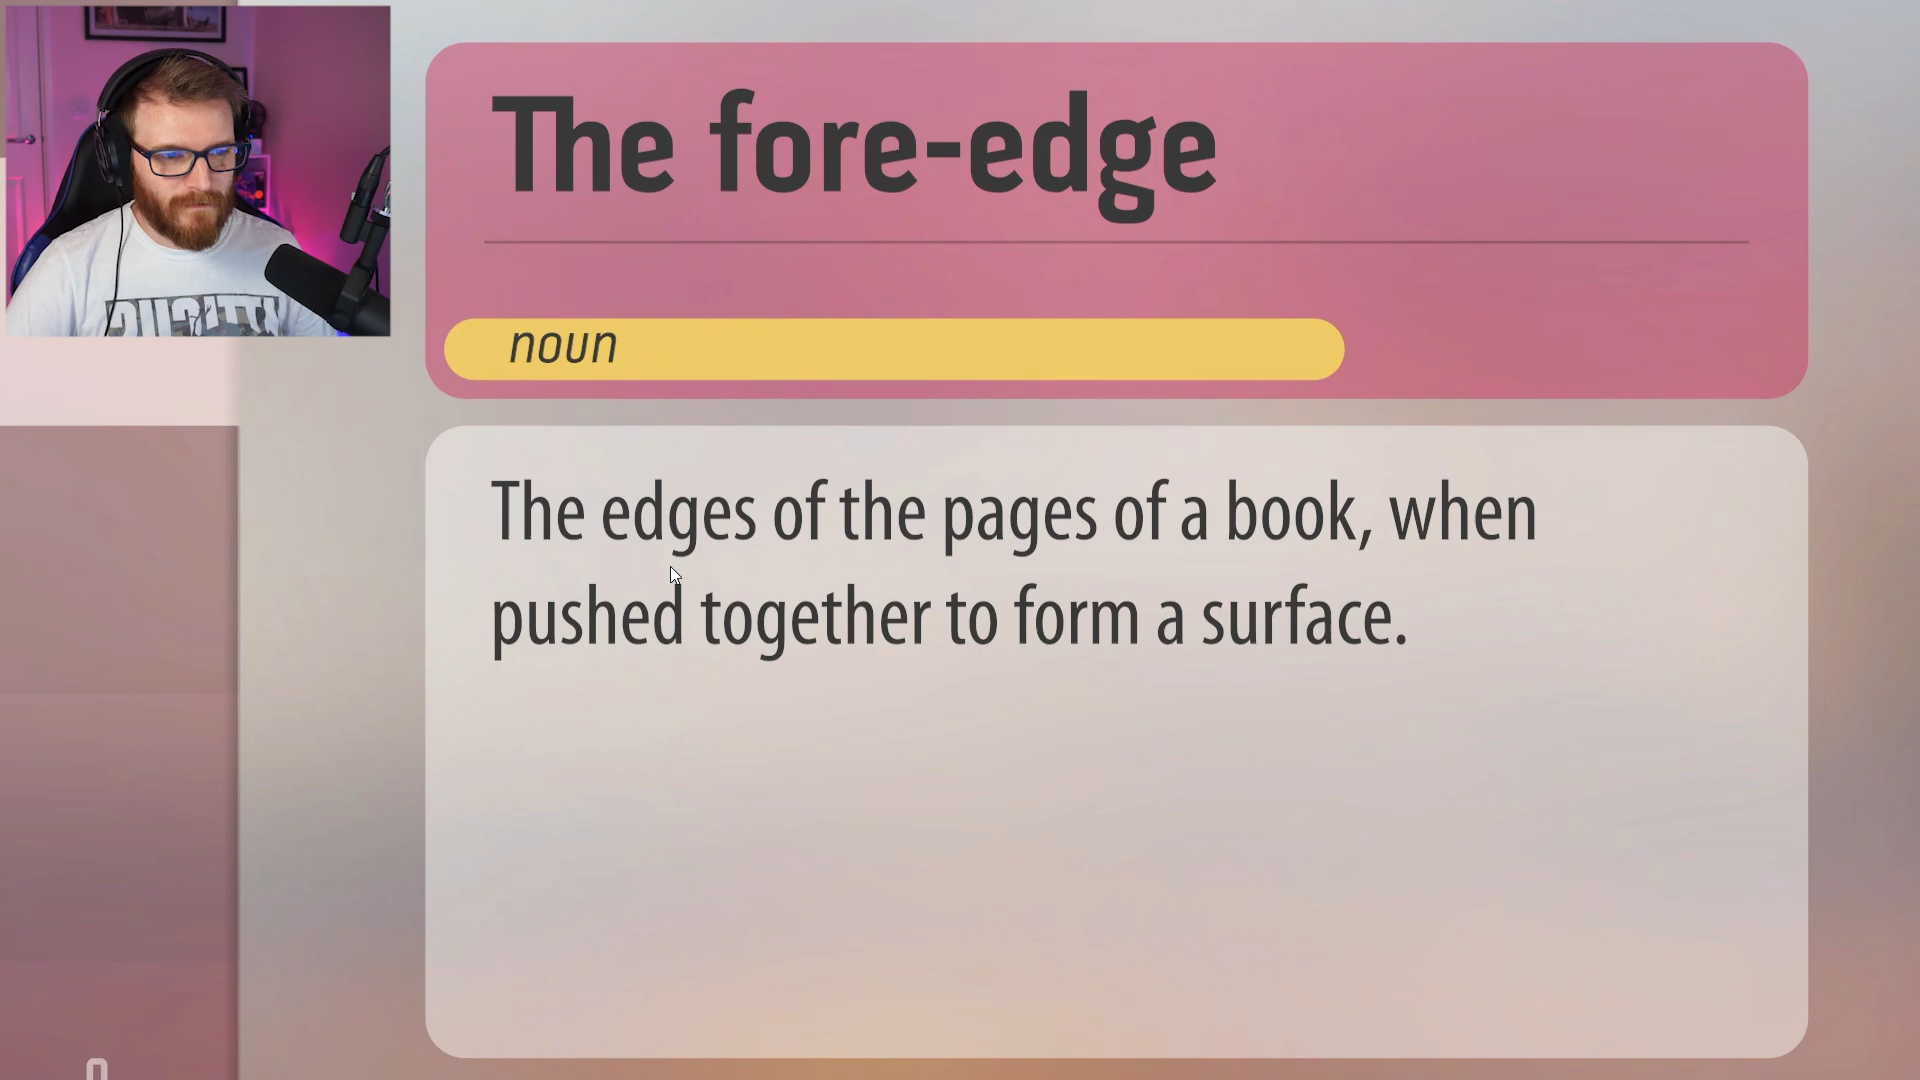 The fore-edge
noun
The edges of the pages of a book, when
pushed together to form a surface.